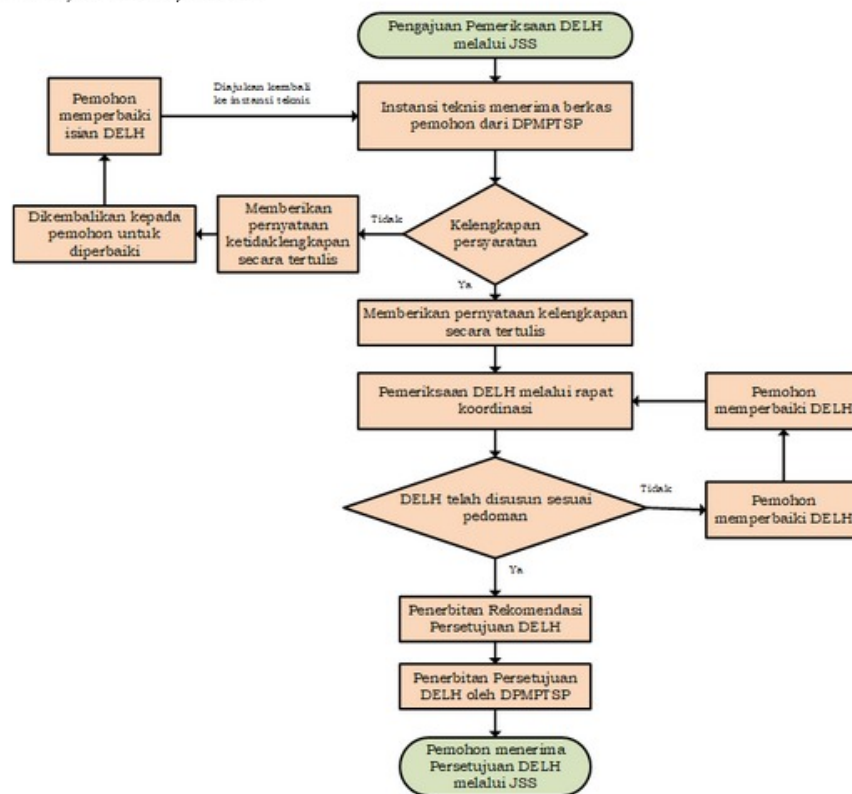 Pengajuan Pemeriksaan DELH
melalui JSS
Diajukan kembali
ke instansi teknis
Pemohon
memperbaiki
isian DELH
Instansi teknis menerima berkas
pemohon dari DPMPTSP
Dikembalikan kepada
pemohon untuk
diperbaiki
Memberikan
pernyataan
ketidaklengkapan
secara tertulis
Tidak
Kelengkapan
persyaratan
Ya
Memberikan pernyataan kelengkapan
secara tertulis
Pemeriksaan DELH melalui rapat
koordinasi
Pemohon
memperbaiki DELH
DELH telah disusun sesuai
pedoman
Tidak
Pemohon
memperbaiki DELH
Ya
Penerbitan Rekomendasi
Persetujuan DELH
Penerbitan Persetujuan
DELH oleh DPMPTSP
Pemohon menerima
Persetujuan DELH
melalui JSS